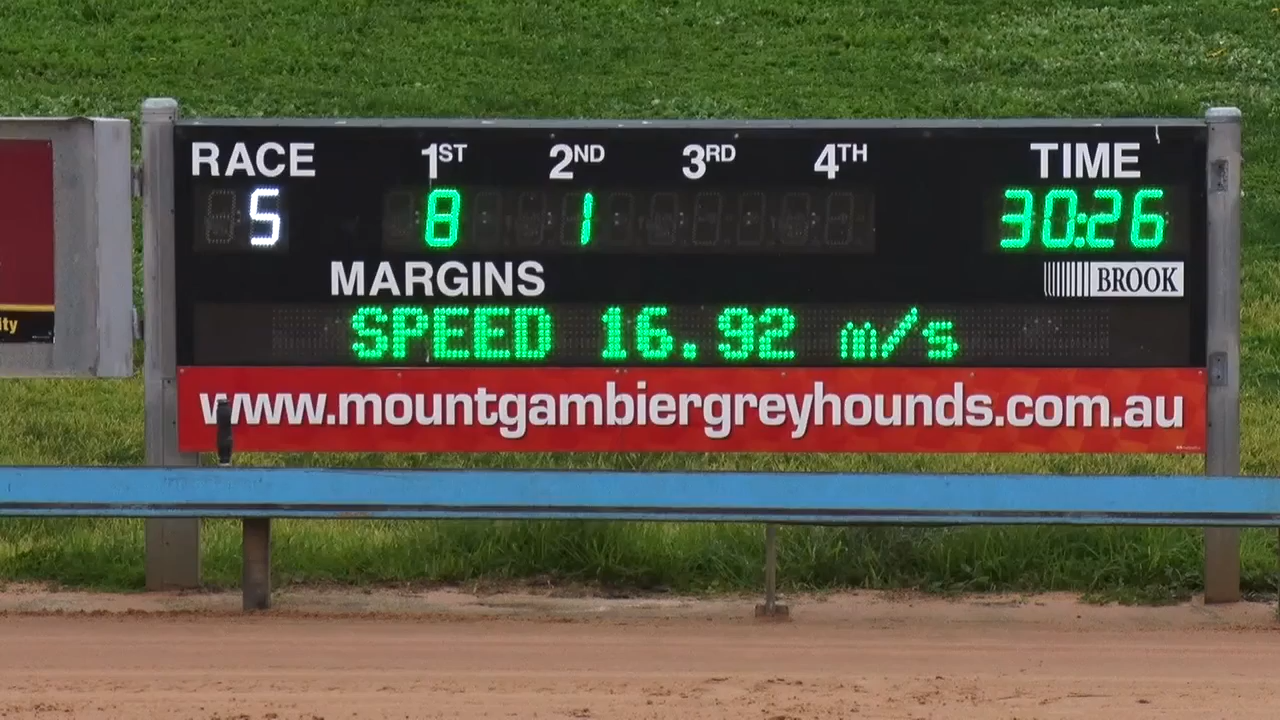 RACE 1ST 2ND 3RD 4TH TIME
5 8 1 30:26
MARGINS BROOK
SPEED 16.92 m/s
www.mountgambiergreyhounds.com.au
ity